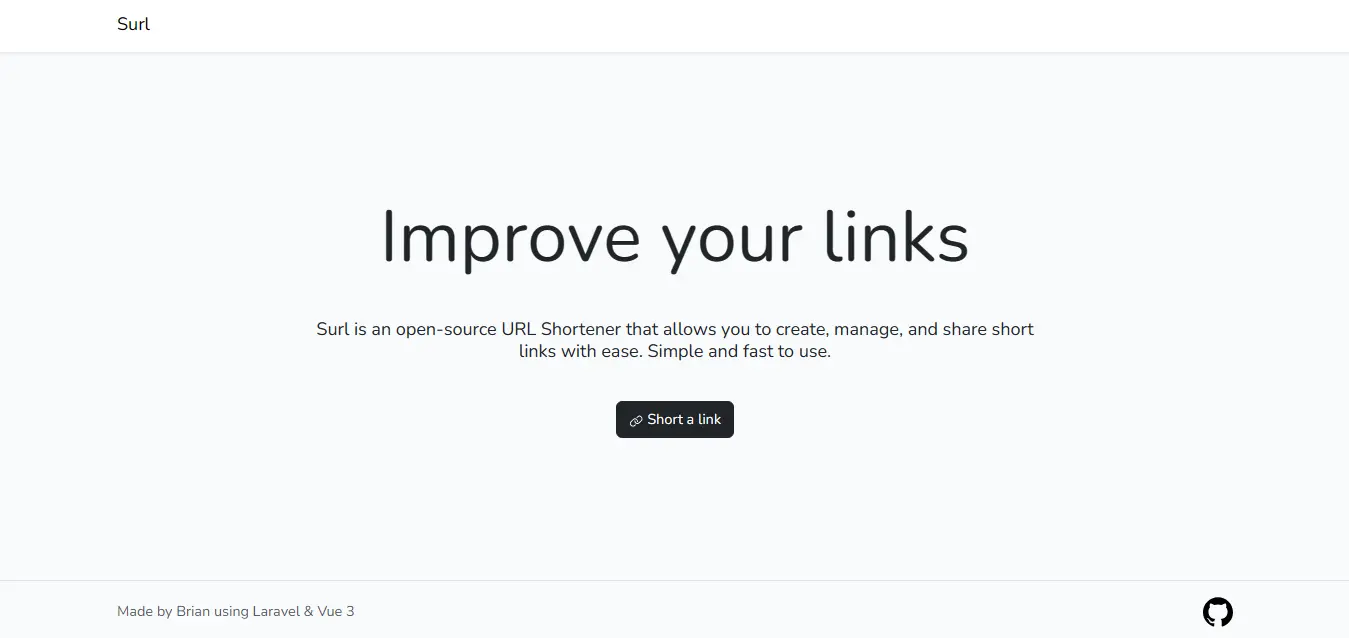 Surl
Improve your links
Surl is an open-source URL Shortener that allows you to create, manage, and share short
links with ease. Simple and fast to use.
Short a link
Made by Brian using Laravel & Vue 3